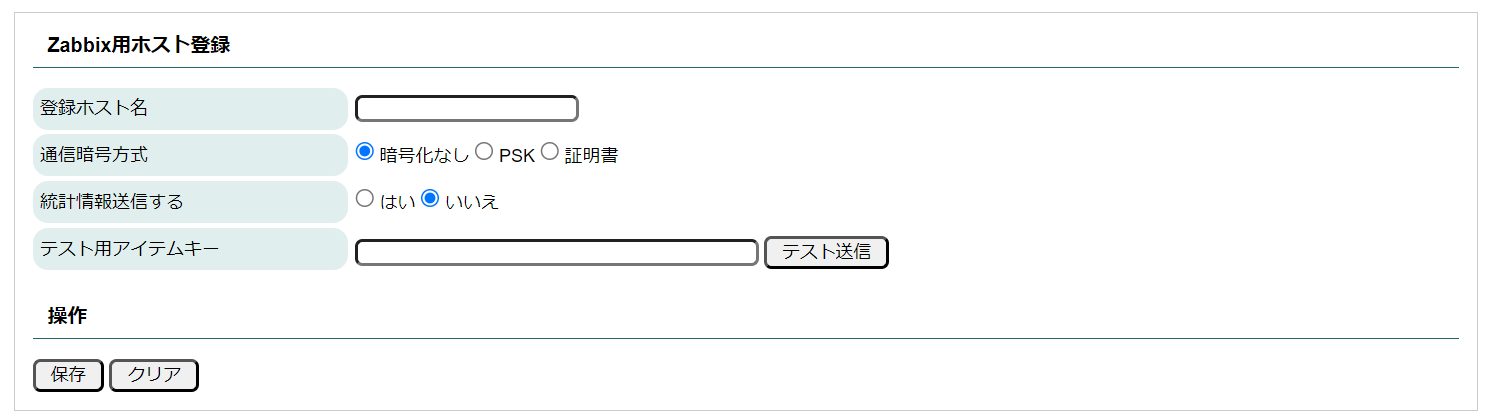 Zabbix用ホスト登録
登録ホスト名
通信暗号方式 暗号化なし PSK 証明書
統計情報送信する はい いいえ
テスト用アイテムキー テスト送信
操作
保存 クリア